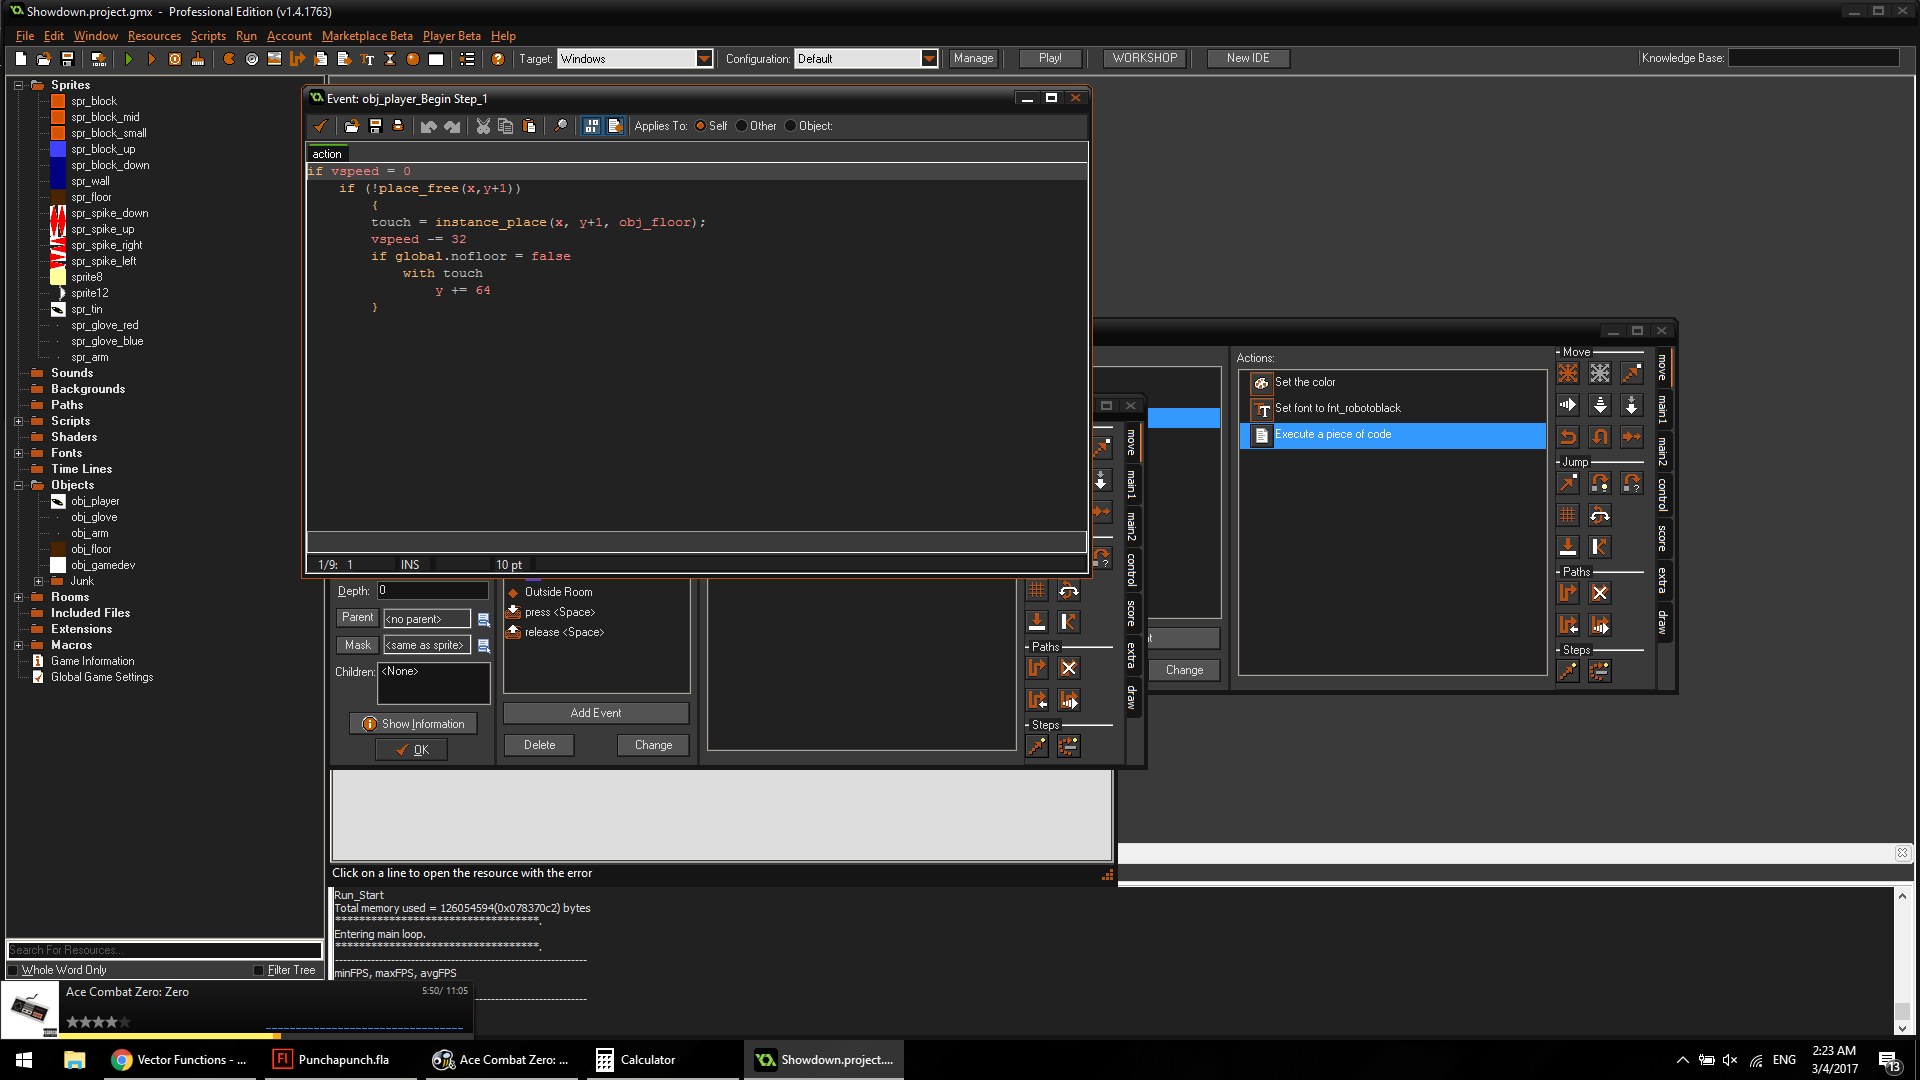 Showdown.project.gmx  -  Professional Edition (v1.4.1763)
File Edit Window Resources Scripts Run Account Marketplace Beta Player Beta Help
Target: Windows Configuration: Default Manage Play! WORKSHOP New IDE Knowledge Base:
Sprites
spr_block
spr_block_mid
spr_block_small
spr_block_up
spr_block_down
spr_wall
spr_floor
spr_spike_down
spr_spike_up
spr_spike_right
spr_spike_left
sprite8
sprite12
spr_tin
spr_glove_red
spr_glove_blue
spr_arm
Sounds
Backgrounds
Paths
Scripts
Shaders
Fonts
Time Lines
Objects
obj_player
obj_glove
obj_arm
obj_floor
obj_gamedev
Junk
Rooms
Included Files
Extensions
Macros
Game Information
Global Game Settings
Search For Resources...
Whole Word Only Filter Tree
Event: obj_player_Begin Step_1
Applies To: Self Other Object:
action
if vspeed = 0
if (!place_free(x,y+1))
{
touch = instance_place(x, y+1, obj_floor);
vspeed -= 32
if global.nofloor = false
with touch
y += 64
}
1/9: 1 INS 10 pt
Depth: 0
Parent <no parent>
Mask <same as sprite>
Children: <None>
Show Information
OK
Outside Room
press <Space>
release <Space>
Add Event
Delete Change
move
main1
main2
control
score
extra
draw
Paths
Steps
Change
Actions:
Set the color
Set font to fnt_robotoblack
Execute a piece of code
Move
Jump
Paths
Steps
move
main1
main2
control
score
extra
draw
Click on a line to open the resource with the error
Run_Start
Total memory used = 126054594(0x078370c2) bytes
**********************************.
Entering main loop.
**********************************.
minFPS, maxFPS, avgFPS
Ace Combat Zero: Zero 5:50/ 11:05
Vector Functions - ... Punchapunch.fla Ace Combat Zero: ... Calculator Showdown.project....
ENG 2:23 AM
3/4/2017 13